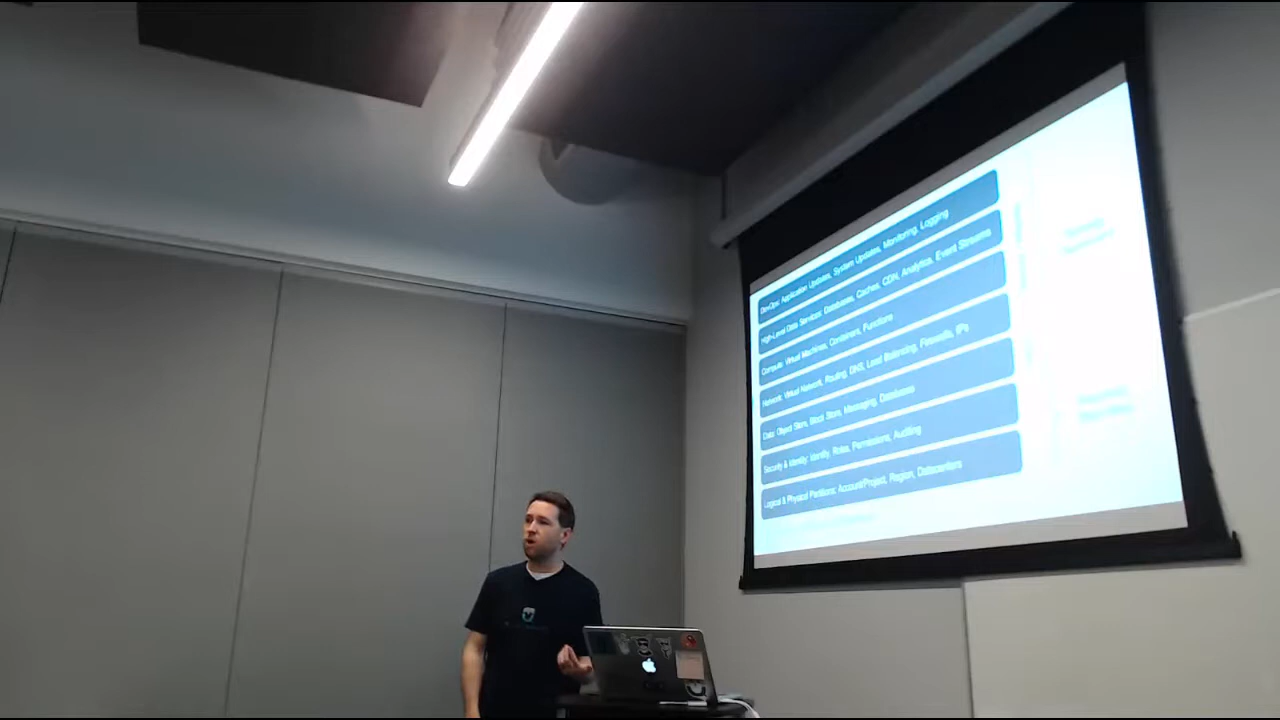 DevOps: Application Updates, System Updates, Monitoring, Logging
High-Level Data Services: Databases, Caches, CDN, Analytics, Event Streams
Compute: Virtual Machines, Containers, Functions
Network: Virtual Network, Routing, DNS, Load Balancing, Firewalls, IPs
Data: Object Store, Block Store, Messaging, Databases
Security & Identity: Identity, Roles, Permissions, Auditing
Logical & Physical Partitions: Account/Project, Region, Datacenters